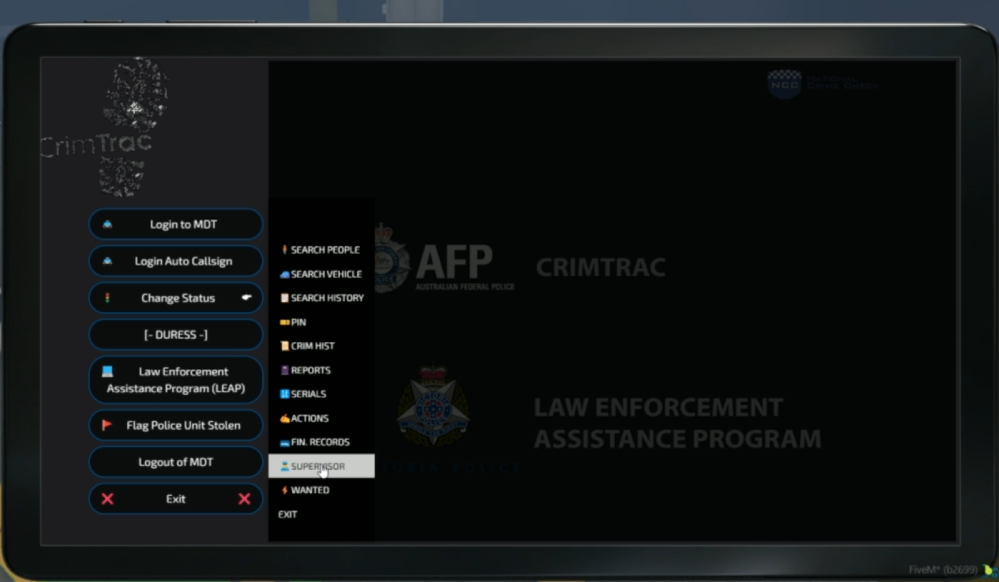 CrimTrac
Login to MDT
Login Auto Callsign
Change Status
[- DURESS -]
Law Enforcement
Assistance Program (LEAP)
Flag Police Unit Stolen
Logout of MDT
Exit
SEARCH PEOPLE
SEARCH VEHICLE
SEARCH HISTORY
PIN
CRIM HIST
REPORTS
SERIALS
ACTIONS
FIN. RECORDS
SUPERVISOR
WANTED
EXIT
NCC
AFP
AUSTRALIAN FEDERAL POLICE
CRIMTRAC
LAW ENFORCEMENT
ASSISTANCE PROGRAM
VICTORIA POLICE
FiveM® (b2699)